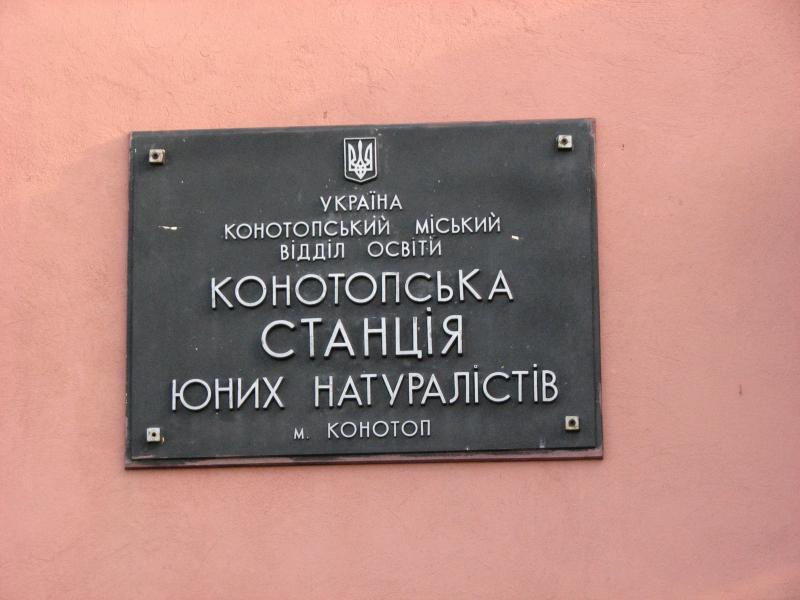 УКРАЇНА
КОНОТОПСЬКИЙ МІСЬКИЙ
ВІДДІЛ ОСВІТИ
КОНОТОПСЬКА
СТАНЦІЯ
ЮНИХ НАТУРАЛІСТІВ
м. КОНОТОП